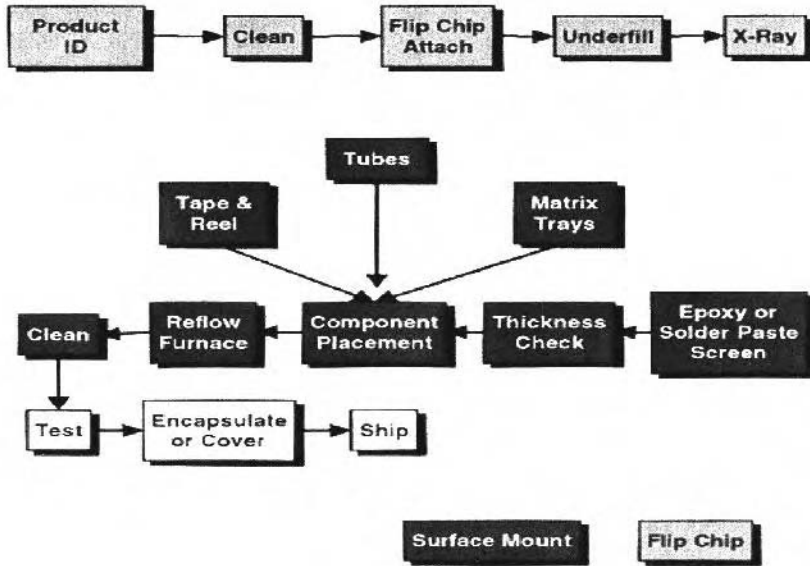 Product
ID
Clean
Flip Chip
Attach
Underfill
X-Ray
Tubes
Tape &
Reel
Matrix
Trays
Clean
Reflow
Furnace
Component
Placement
Thickness
Check
Epoxy or
Solder Paste
Screen
Test
Encapsulate
or Cover
Ship
Surface Mount
Flip Chip